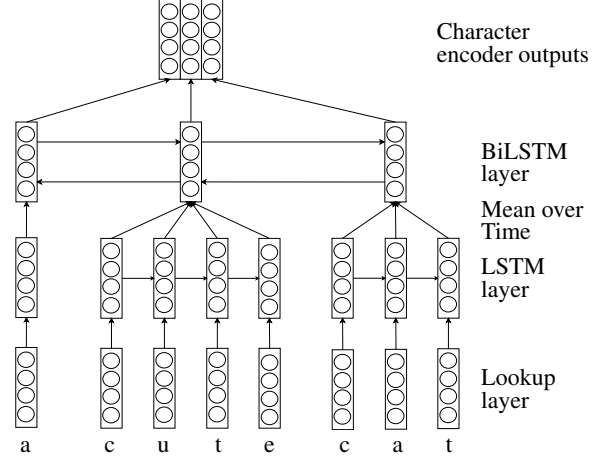 Character
encoder outputs
BiLSTM
layer
Mean over
Time
LSTM
layer
Lookup
layer
a c u t e c a t